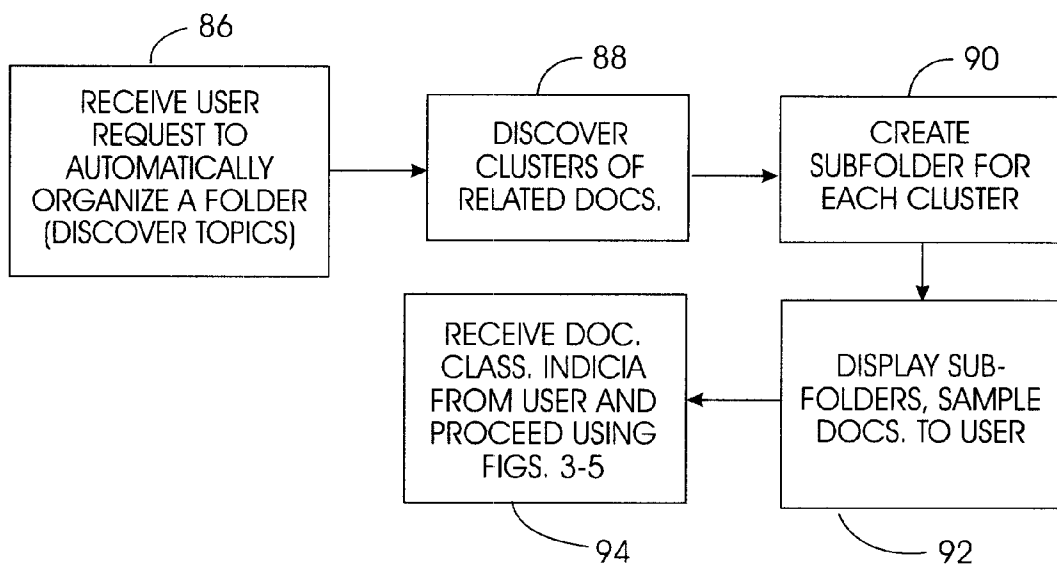 86
RECEIVE USER
REQUEST TO
AUTOMATICALLY
ORGANIZE A FOLDER
(DISCOVER TOPICS)
88
DISCOVER
CLUSTERS OF
RELATED DOCS.
90
CREATE
SUBFOLDER FOR
EACH CLUSTER
DISPLAY SUB-
FOLDERS, SAMPLE
DOCS. TO USER
92
RECEIVE DOC.
CLASS. INDICIA
FROM USER AND
PROCEED USING
FIGS. 3-5
94